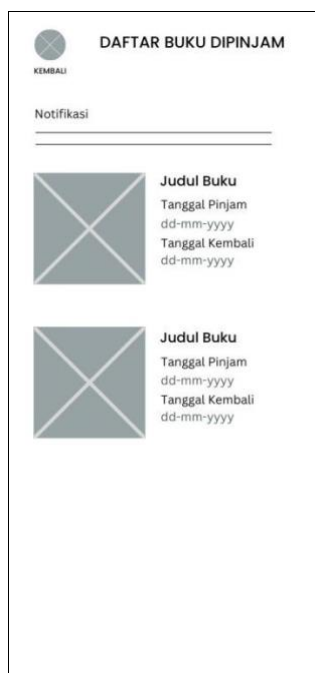 DAFTAR BUKU DIPINJAM
KEMBALI
Notifikasi
Judul Buku
Tanggal Pinjam
dd-mm-yyyy
Tanggal Kembali
dd-mm-yyyy
Judul Buku
Tanggal Pinjam
dd-mm-yyyy
Tanggal Kembali
dd-mm-yyyy